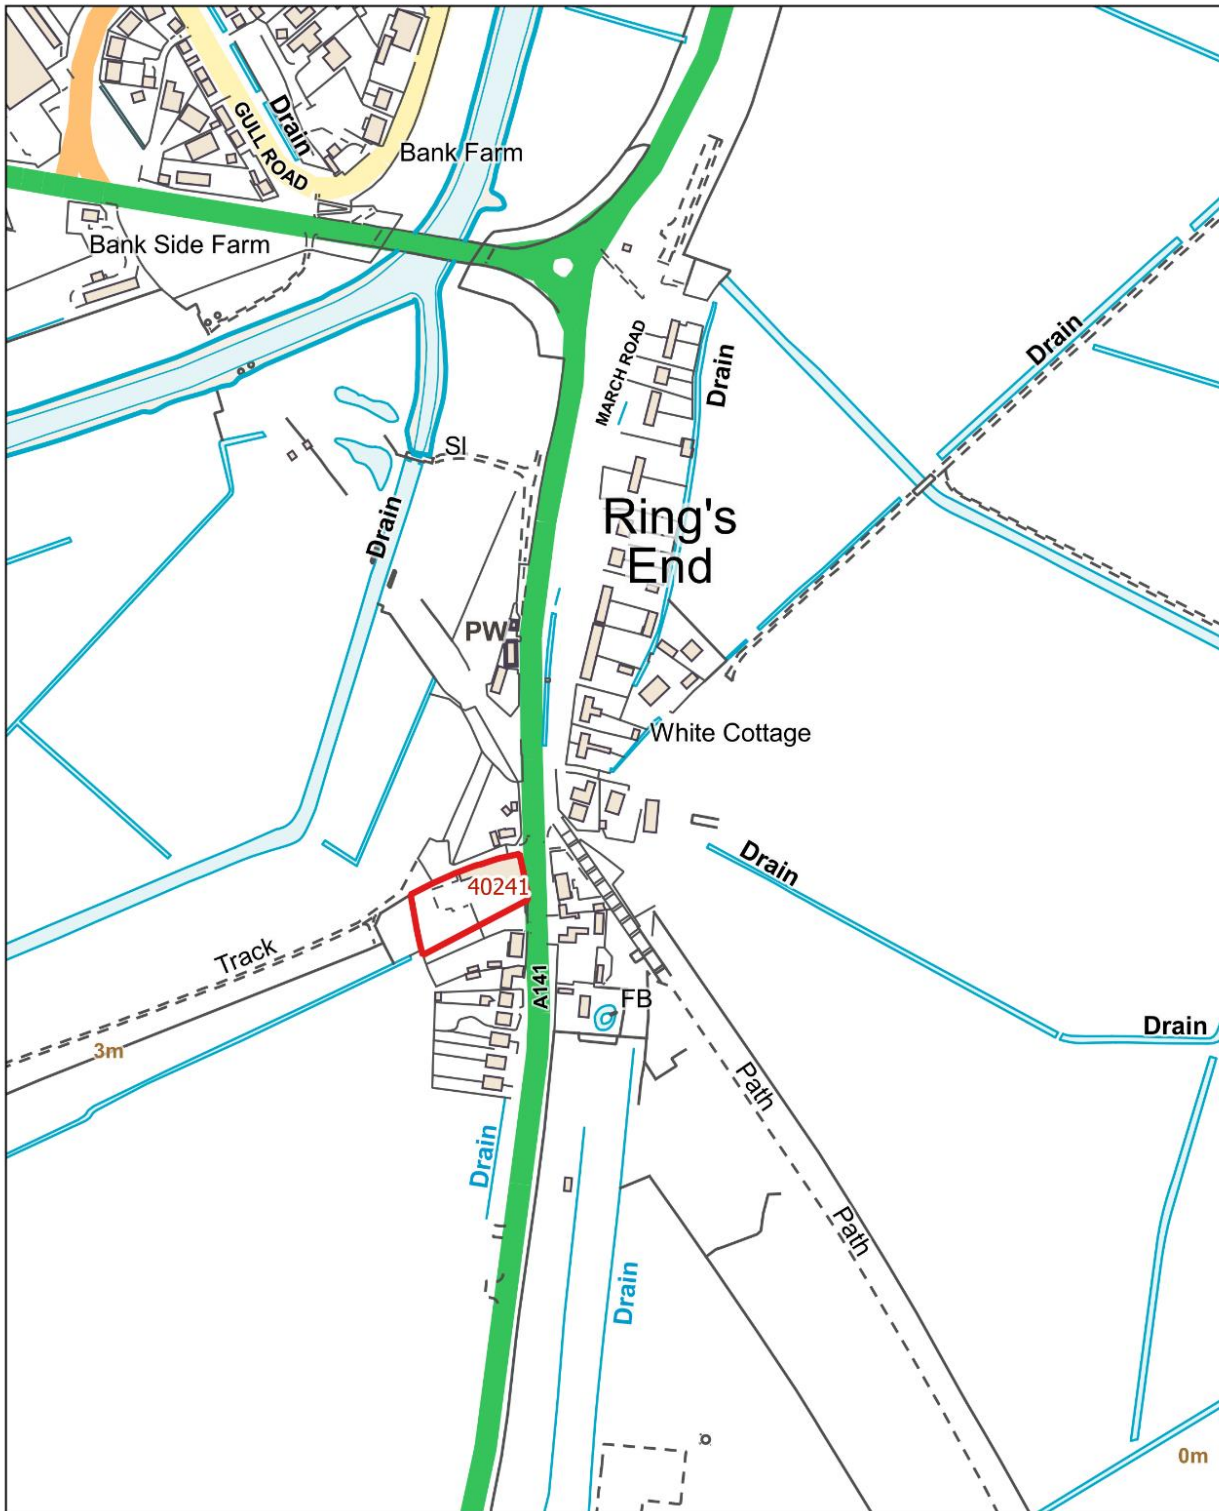 Drain
GULL ROAD
Bank Farm
Bank Side Farm
Drain
MARCH ROAD
Drain
SI
Drain
Ring's
End
PW
White Cottage
Drain
40241
Track
A141
FB
Drain
3m
Path
Drain
Path
Drain
0m